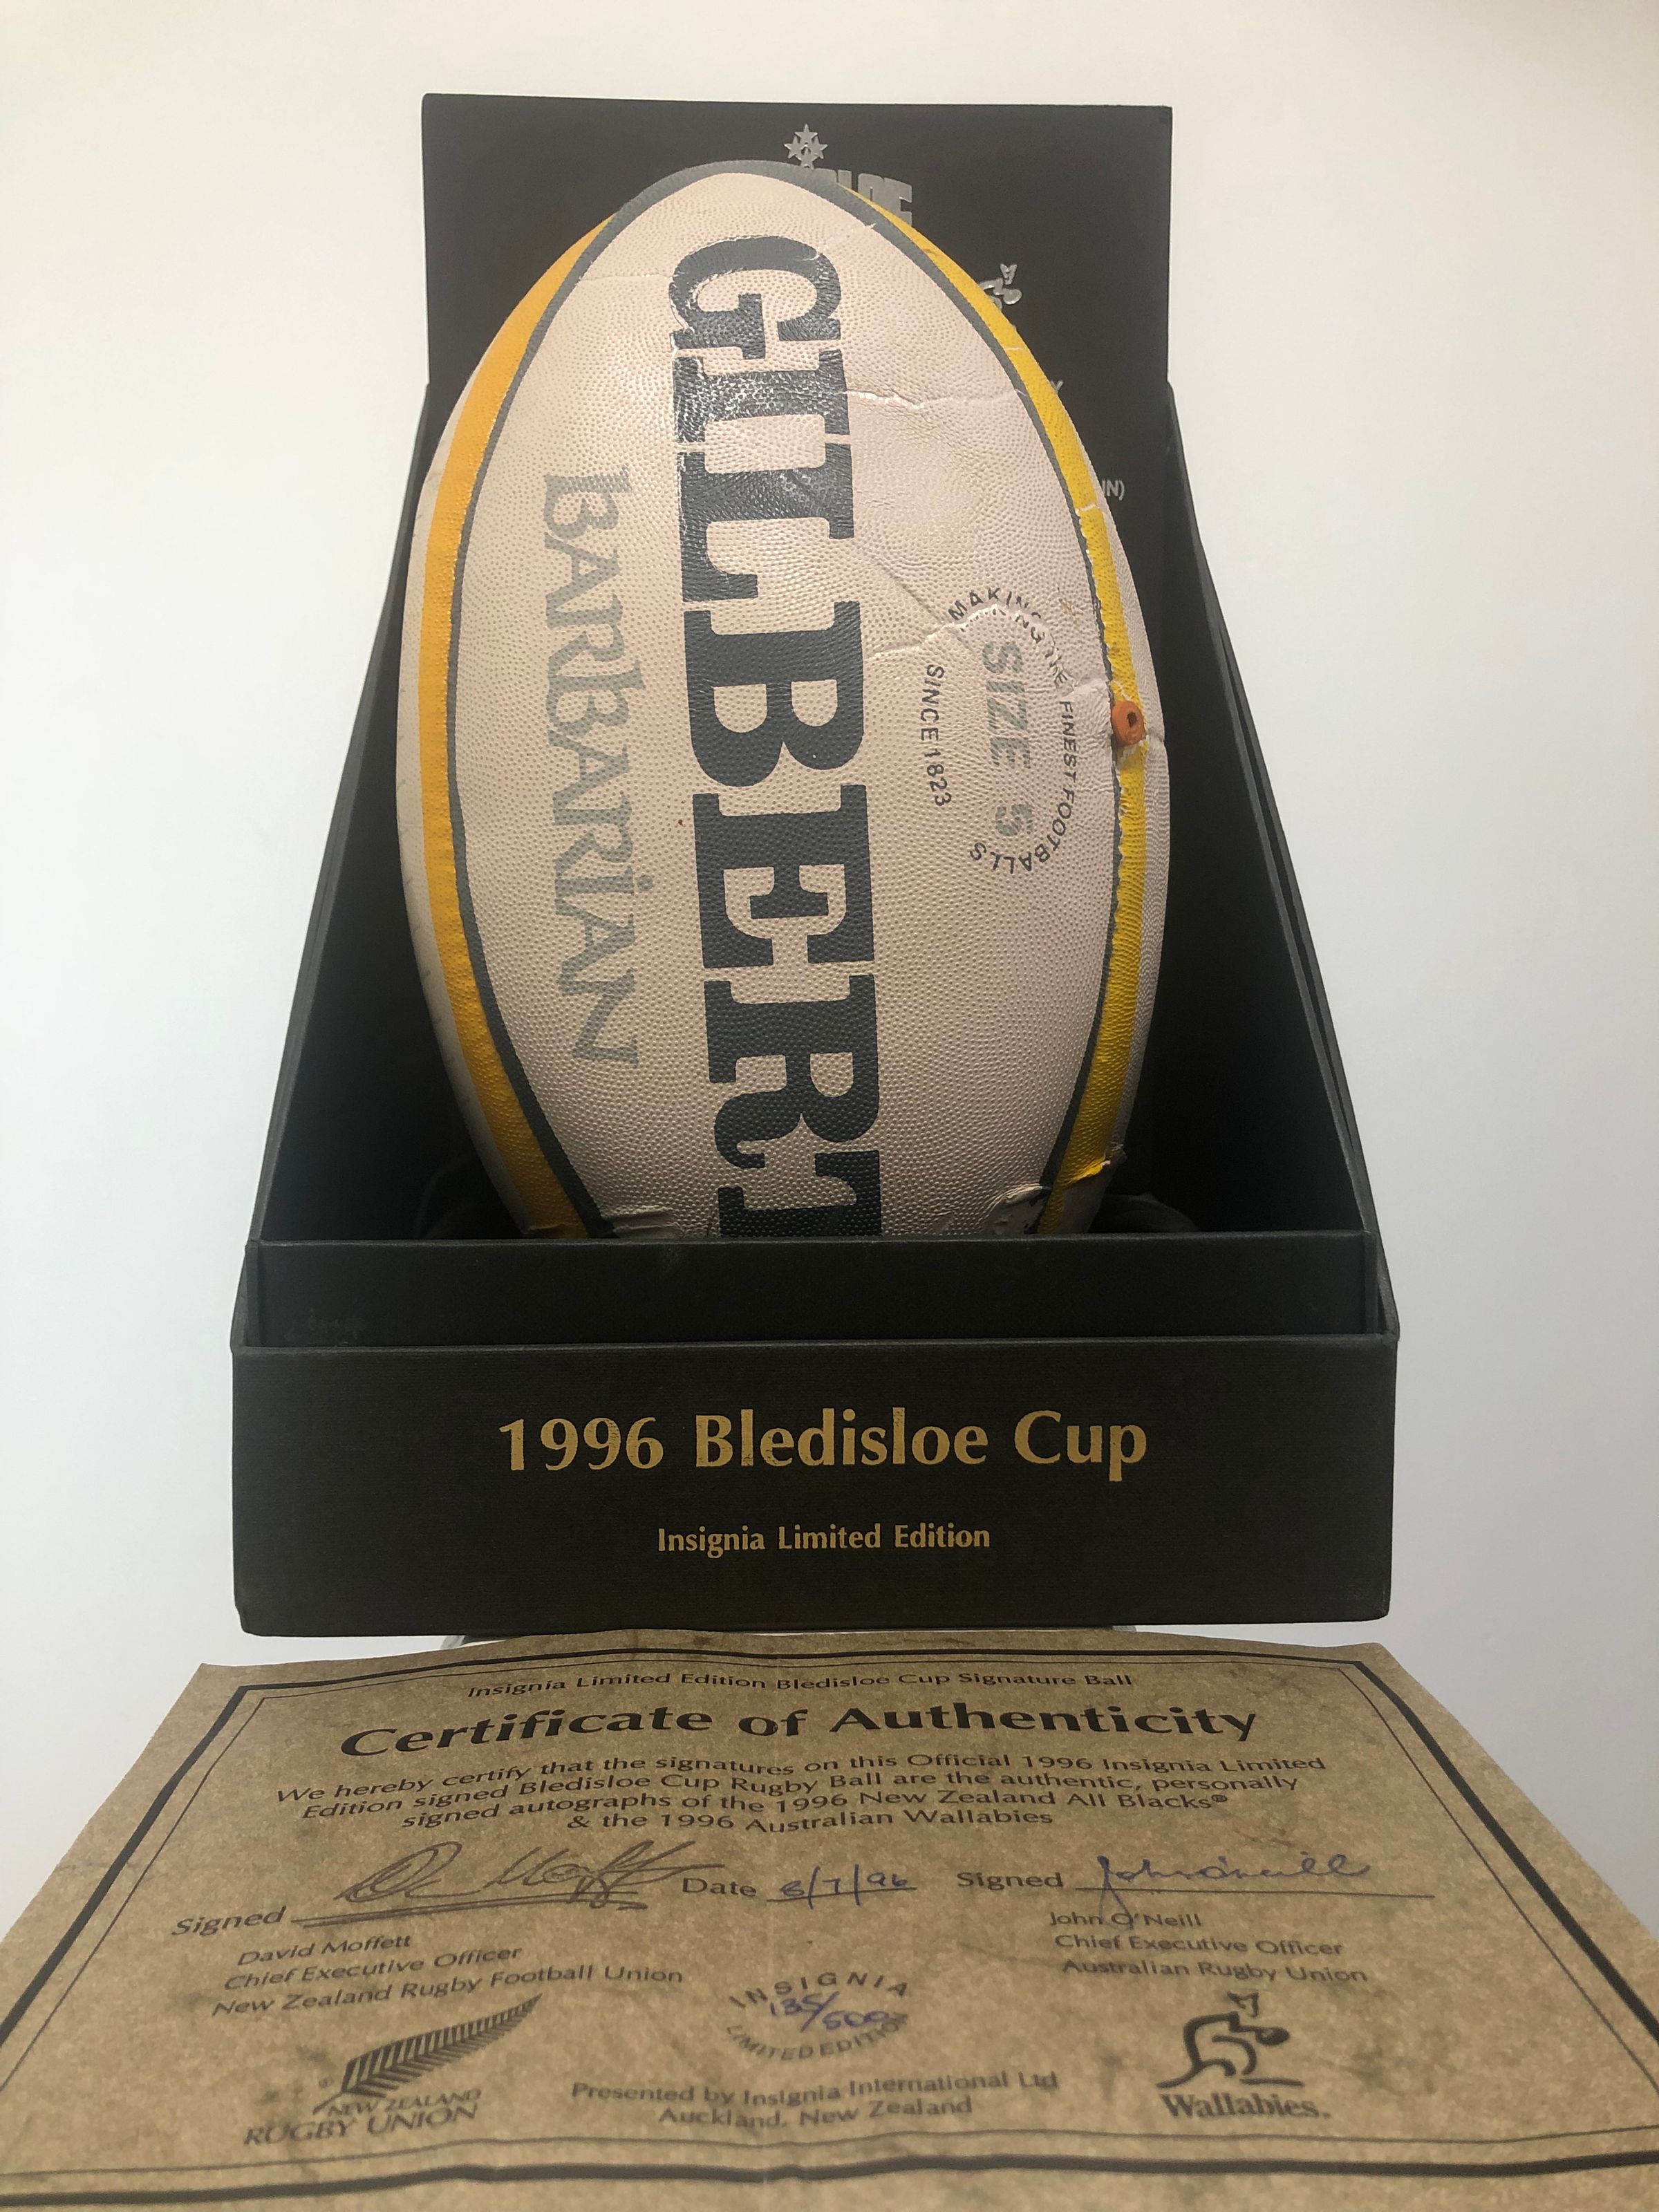 GILBERT
BARBARIAN
MAKING THE FINEST FOOTBALLS
SIZE 5
SINCE 1823
1996 Bledisloe Cup
Insignia Limited Edition
Insignia Limited Edition Bledisloe Cup Signature Ball
Certificate of Authenticity
We hereby certify that the signatures on this Official 1996 Insignia Limited
Edition signed Bledisloe Cup Rugby Ball are the authentic, personally
signed autographs of the 1996 New Zealand All Blacks®
& the 1996 Australian Wallabies
Signed
Date 8/7/96
Signed John O'Neill
David Moffett
Chief Executive Officer
New Zealand Rugby Football Union
John O'Neill
Chief Executive Officer
Australian Rugby Union
INSIGNIA
135/500
LIMITED EDITION
NEW ZEALAND
RUGBY UNION
Presented by Insignia International Ltd
Auckland, New Zealand
Wallabies.